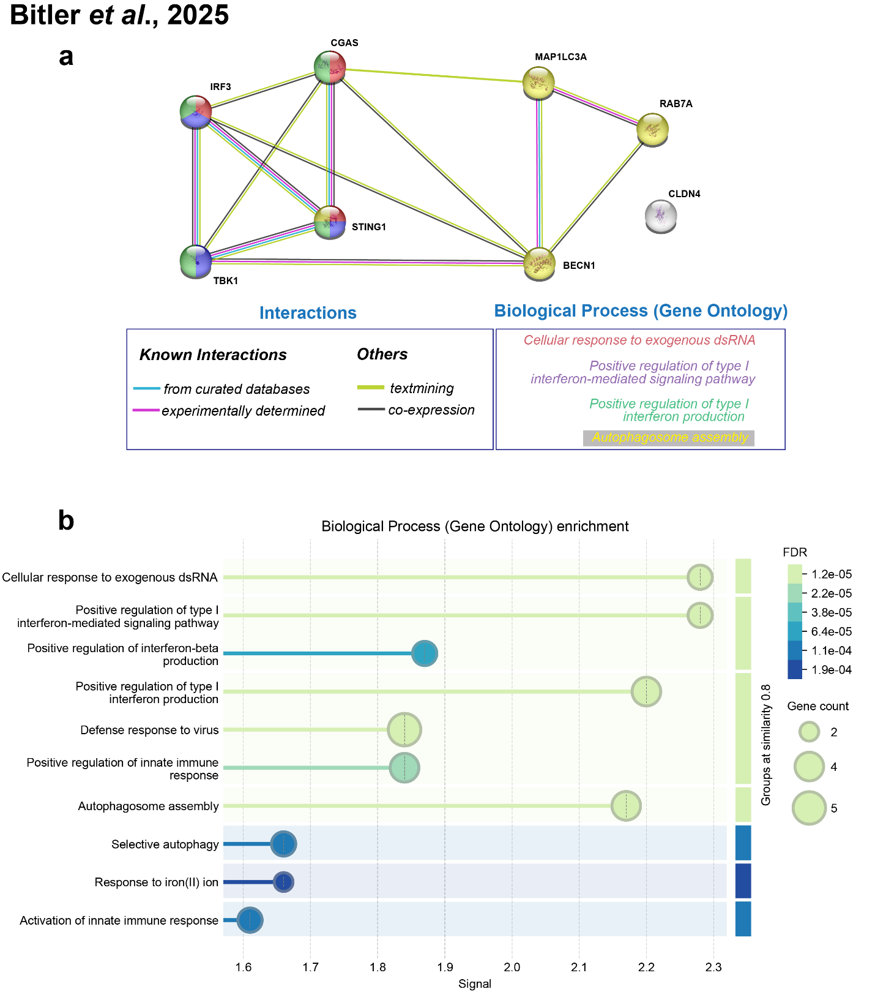 Bitler et al., 2025
a
CGAS
MAP1LC3A
IRF3
RAB7A
CLDN4
STING1
BECN1
TBK1
Interactions
Known Interactions
Others
from curated databases
textmining
experimentally determined
co-expression
Biological Process (Gene Ontology)
Cellular response to exogenous dsRNA
Positive regulation of type I
interferon-mediated signaling pathway
Positive regulation of type I
interferon production
Autophagosome assembly
b
Biological Process (Gene Ontology) enrichment
Cellular response to exogenous dsRNA
Positive regulation of type I
interferon-mediated signaling pathway
Positive regulation of interferon-beta
production
Positive regulation of type I
interferon production
Defense response to virus
Positive regulation of innate immune
response
Autophagosome assembly
Selective autophagy
Response to iron(II) ion
Activation of innate immune response
1.6 1.7 1.8 1.9 2.0 2.1 2.2 2.3
Signal
Groups at similarity 0.8
FDR
1.2e-05
2.2e-05
3.8e-05
6.4e-05
1.1e-04
1.9e-04
Gene count
2
4
5